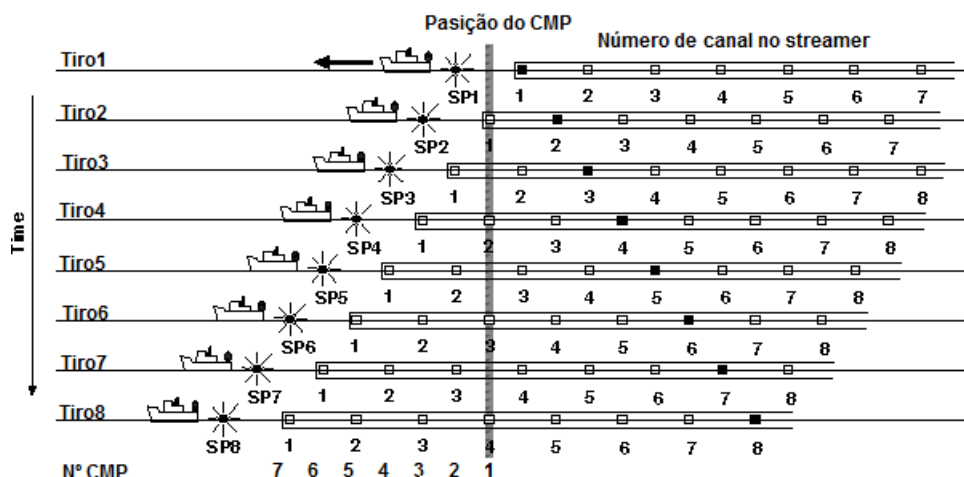 Pasição do CMP
Número de canal no streamer
Tiro1
SP1 1 2 3 4 5 6 7
Tiro2
SP2 1 2 3 4 5 6 7
Tiro3
SP3 1 2 3 4 5 6 7 8
Tiro4
SP4 1 2 3 4 5 6 7 8
Tiro5
SP5 1 2 3 4 5 6 7 8
Tiro6
SP6 1 2 3 4 5 6 7 8
Tiro7
SP7 1 2 3 4 5 6 7 8
Tiro8
SP8 1 2 3 4 5 6 7 8
Time
Nº CMP 7 6 5 4 3 2 1